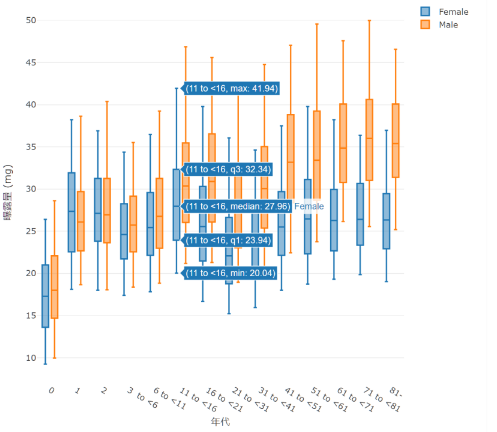 Female
Male
50
45
40
35
30
25
20
15
10
曝露量 (mg)
(11 to <16, max: 41.94)
(11 to <16, q3: 32.34)
(11 to <16, median: 27.96) Female
(11 to <16, q1: 23.94)
(11 to <16, min: 20.04)
0
1
2
3 to <6
6 to <11
11 to <16
16 to <21
21 to <31
31 to <41
41 to <51
51 to <61
61 to <71
71 to <81
81-
年代